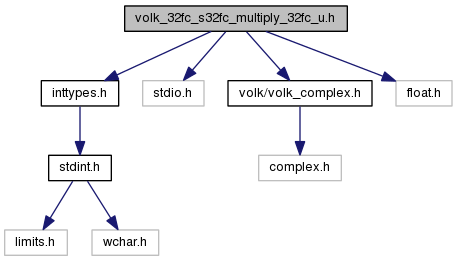 volk_32fc_s32fc_multiply_32fc_u.h
inttypes.h
stdio.h
volk/volk_complex.h
float.h
stdint.h
complex.h
limits.h
wchar.h